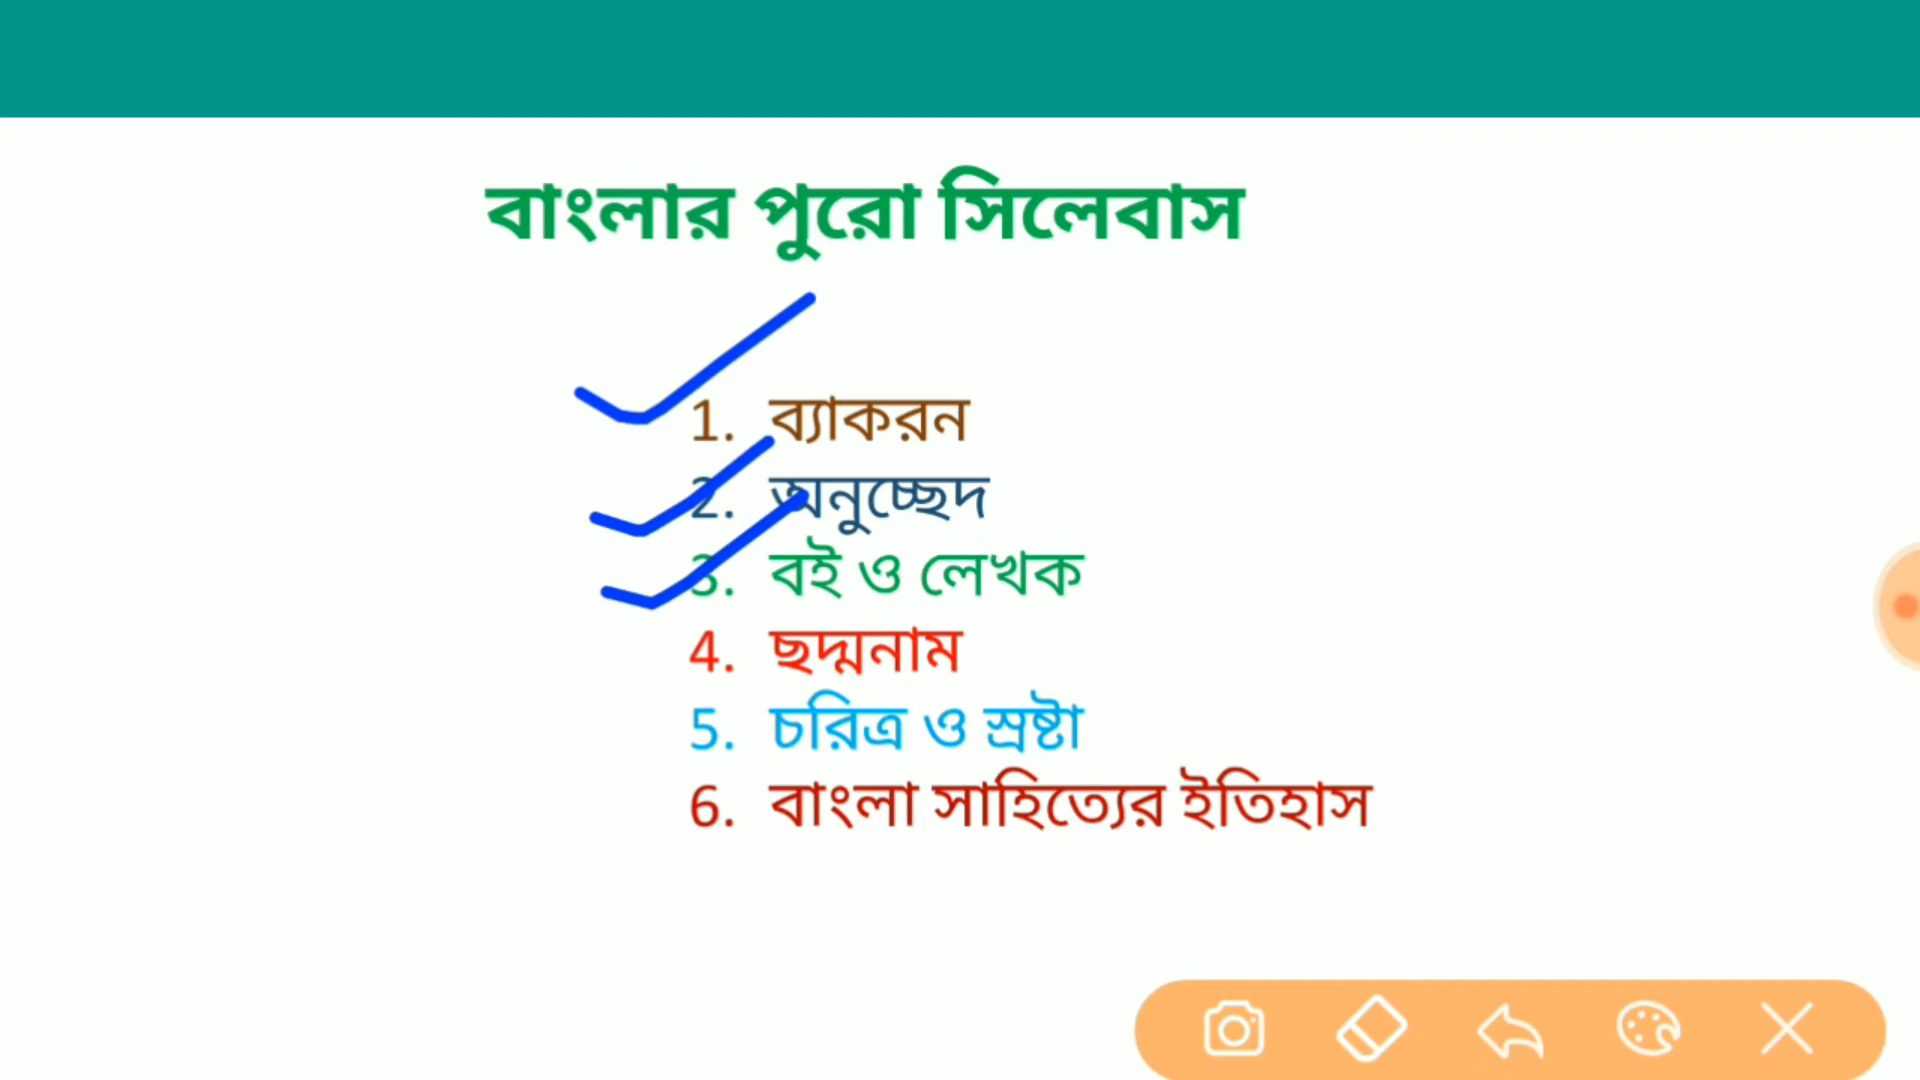 বাংলার পুরো সিলেবাস
1. ব্যাকরন
2. অনুচ্ছেদ
3. বই ও লেখক
4. ছদ্মনাম
5. চরিত্র ও স্রষ্টা
6. বাংলা সাহিত্যের ইতিহাস